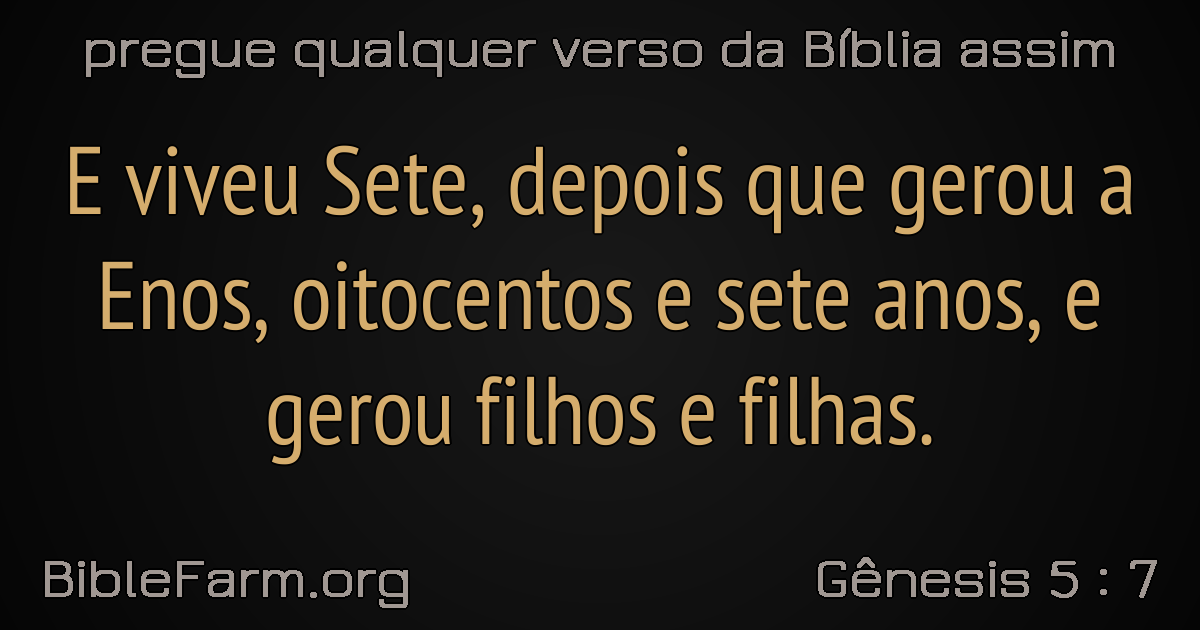 pregue qualquer verso da Bíblia assim
E viveu Sete, depois que gerou a
Enos, oitocentos e sete anos, e
gerou filhos e filhas.
BibleFarm.org
Gênesis 5 : 7